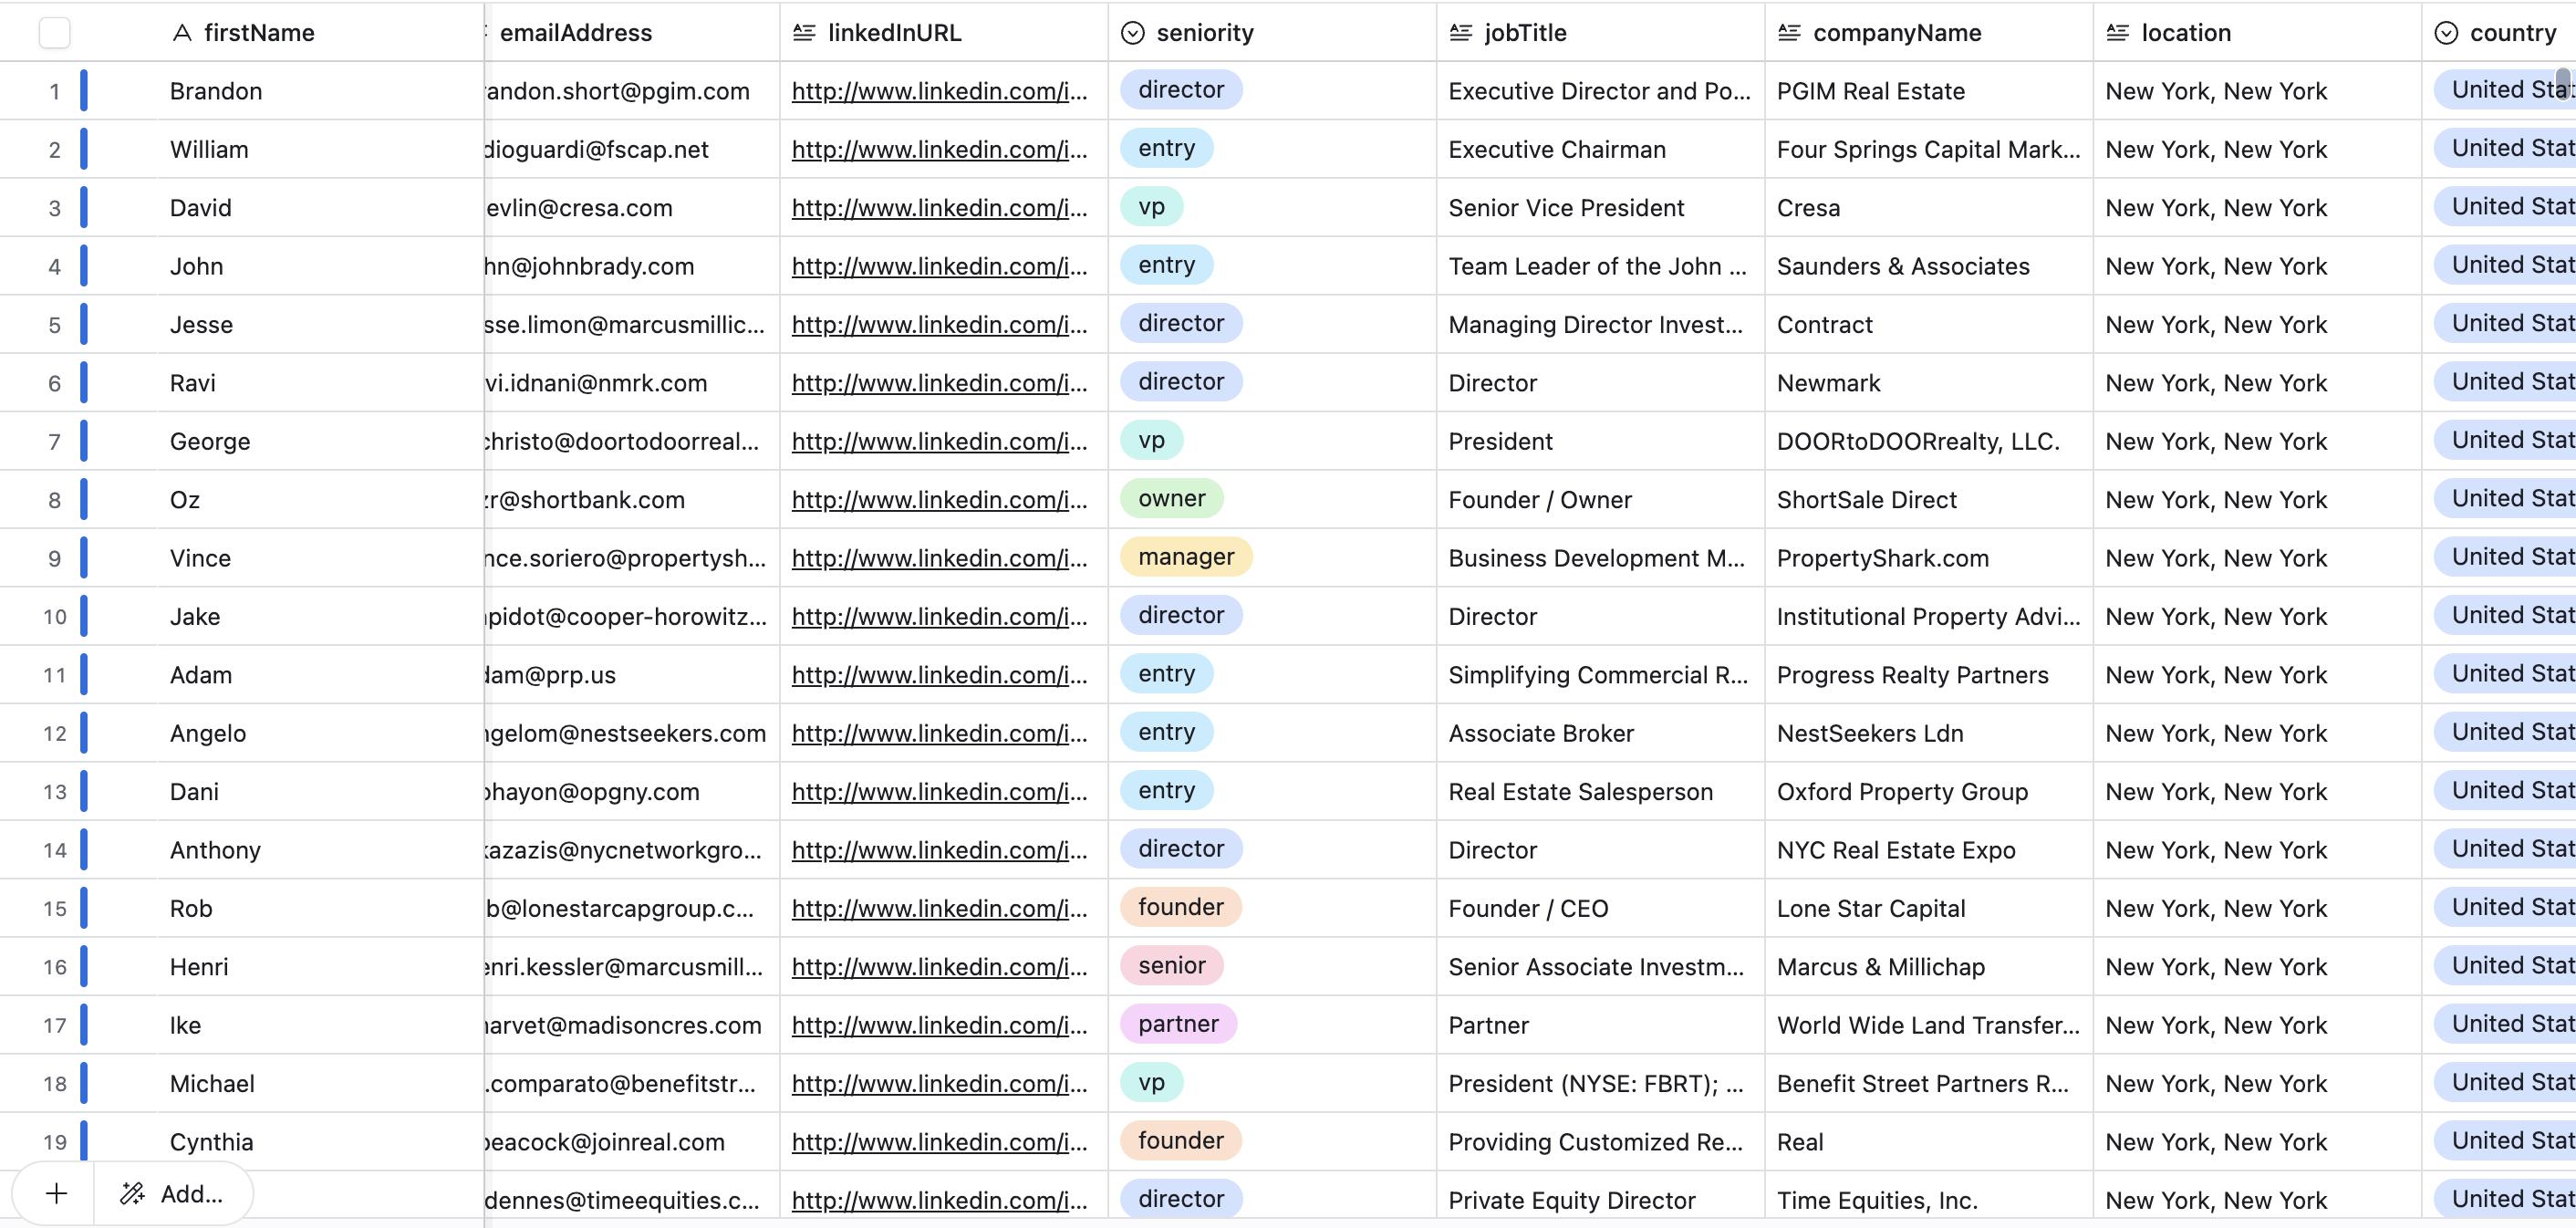 firstName emailAddress linkedInURL seniority jobTitle companyName location country
1 Brandon andon.short@pgim.com http://www.linkedin.com/i... director Executive Director and Po... PGIM Real Estate New York, New York United Stat
2 William dioguardi@fscap.net http://www.linkedin.com/i... entry Executive Chairman Four Springs Capital Mark... New York, New York United Stat
3 David evlin@cresa.com http://www.linkedin.com/i... vp Senior Vice President Cresa New York, New York United Stat
4 John hn@johnbrady.com http://www.linkedin.com/i... entry Team Leader of the John ... Saunders & Associates New York, New York United Stat
5 Jesse sse.limon@marcusmillic... http://www.linkedin.com/i... director Managing Director Invest... Contract New York, New York United Stat
6 Ravi vi.idnani@nmrk.com http://www.linkedin.com/i... director Director Newmark New York, New York United Stat
7 George christo@doortodoorreal... http://www.linkedin.com/i... vp President DOORtoDOORrealty, LLC. New York, New York United Stat
8 Oz zr@shortbank.com http://www.linkedin.com/i... owner Founder / Owner ShortSale Direct New York, New York United Stat
9 Vince nce.soriero@propertysh... http://www.linkedin.com/i... manager Business Development M... PropertyShark.com New York, New York United Stat
10 Jake apidot@cooper-horowitz... http://www.linkedin.com/i... director Director Institutional Property Advi... New York, New York United Stat
11 Adam dam@prp.us http://www.linkedin.com/i... entry Simplifying Commercial R... Progress Realty Partners New York, New York United Stat
12 Angelo ngelom@nestseekers.com http://www.linkedin.com/i... entry Associate Broker NestSeekers Ldn New York, New York United Stat
13 Dani ohayon@opgny.com http://www.linkedin.com/i... entry Real Estate Salesperson Oxford Property Group New York, New York United Stat
14 Anthony kazazis@nycnetworkgro... http://www.linkedin.com/i... director Director NYC Real Estate Expo New York, New York United Stat
15 Rob b@lonestarcapgroup.c... http://www.linkedin.com/i... founder Founder / CEO Lone Star Capital New York, New York United Stat
16 Henri enri.kessler@marcusmill... http://www.linkedin.com/i... senior Senior Associate Investm... Marcus & Millichap New York, New York United Stat
17 Ike arvet@madisoncres.com http://www.linkedin.com/i... partner Partner World Wide Land Transfer... New York, New York United Stat
18 Michael .comparato@benefitstr... http://www.linkedin.com/i... vp President (NYSE: FBRT); ... Benefit Street Partners R... New York, New York United Stat
19 Cynthia peacock@joinreal.com http://www.linkedin.com/i... founder Providing Customized Re... Real New York, New York United Stat
+ Add... dennes@timeequities.c... http://www.linkedin.com/i... director Private Equity Director Time Equities, Inc. New York, New York United Stat